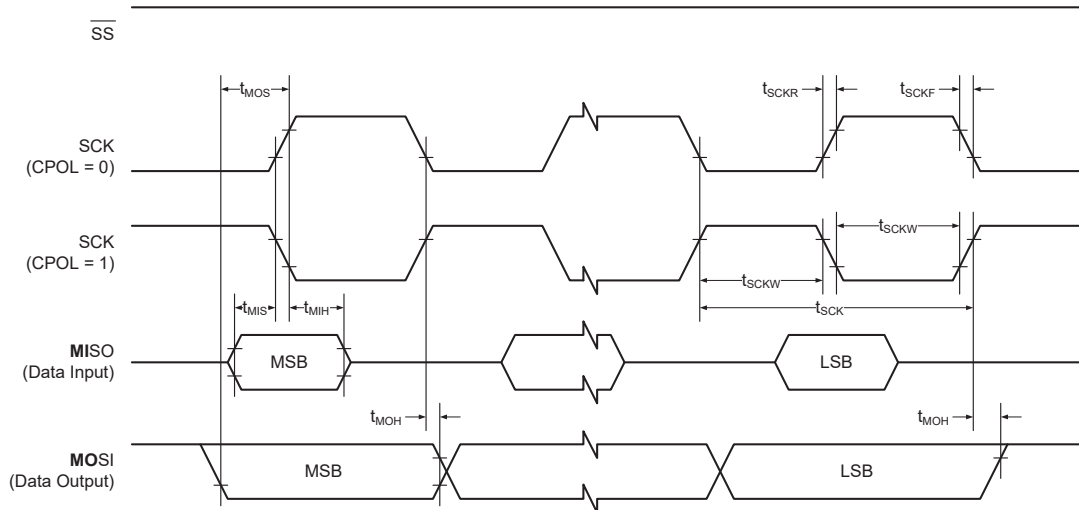 SS
tMOS
tSCKR
tSCKF
SCK
(CPOL = 0)
SCK
(CPOL = 1)
tSCKW
tSCKW
tMIS
tMIH
tSCK
MISO
(Data Input)
MSB
LSB
tMOH
tMOH
MOSI
(Data Output)
MSB
LSB